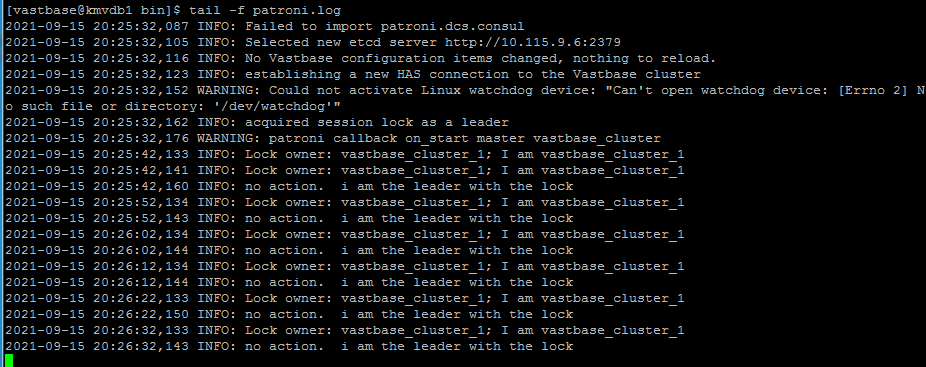 [vastbase@kmvdb1 bin]$ tail -f patroni.log
2021-09-15 20:25:32,087 INFO: Failed to import patroni.dcs.consul
2021-09-15 20:25:32,105 INFO: Selected new etcd server http://10.115.9.6:2379
2021-09-15 20:25:32,116 INFO: No Vastbase configuration items changed, nothing to reload.
2021-09-15 20:25:32,123 INFO: establishing a new HAS connection to the Vastbase cluster
2021-09-15 20:25:32,152 WARNING: Could not activate Linux watchdog device: "Can't open watchdog device: [Errno 2] N
o such file or directory: '/dev/watchdog'"
2021-09-15 20:25:32,162 INFO: acquired session lock as a leader
2021-09-15 20:25:32,176 WARNING: patroni callback on_start master vastbase_cluster
2021-09-15 20:25:42,133 INFO: Lock owner: vastbase_cluster_1; I am vastbase_cluster_1
2021-09-15 20:25:42,141 INFO: Lock owner: vastbase_cluster_1; I am vastbase_cluster_1
2021-09-15 20:25:42,160 INFO: no action.  i am the leader with the lock
2021-09-15 20:25:52,134 INFO: Lock owner: vastbase_cluster_1; I am vastbase_cluster_1
2021-09-15 20:25:52,143 INFO: no action.  i am the leader with the lock
2021-09-15 20:26:02,134 INFO: Lock owner: vastbase_cluster_1; I am vastbase_cluster_1
2021-09-15 20:26:02,144 INFO: no action.  i am the leader with the lock
2021-09-15 20:26:12,134 INFO: Lock owner: vastbase_cluster_1; I am vastbase_cluster_1
2021-09-15 20:26:12,144 INFO: no action.  i am the leader with the lock
2021-09-15 20:26:22,133 INFO: Lock owner: vastbase_cluster_1; I am vastbase_cluster_1
2021-09-15 20:26:22,150 INFO: no action.  i am the leader with the lock
2021-09-15 20:26:32,133 INFO: Lock owner: vastbase_cluster_1; I am vastbase_cluster_1
2021-09-15 20:26:32,143 INFO: no action.  i am the leader with the lock